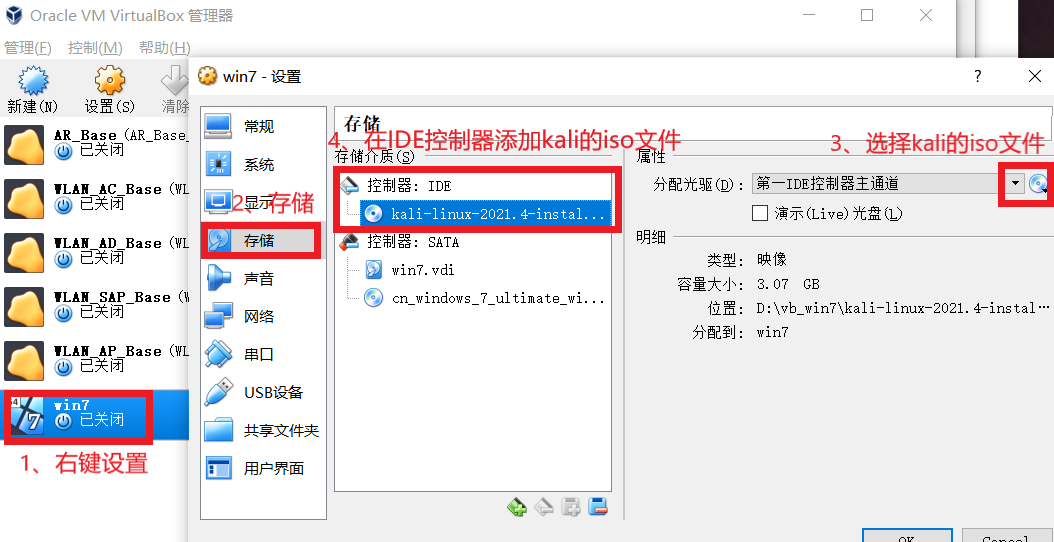 Oracle VM VirtualBox 管理器
管理(F) 控制(M) 帮助(H)
新建(N) 设置(S) 清除
AR_Base (AR_Base_
已关闭
WLAN_AC_Base (WL
已关闭
WLAN_AD_Base (WL
已关闭
WLAN_SAP_Base (W
已关闭
WLAN_AP_Base (WL
已关闭
win7
已关闭
1、右键设置
win7 - 设置
常规
系统
显示
2、存储
存储
声音
网络
串口
USB设备
共享文件夹
用户界面
存储
4、在IDE控制器添加kali的iso文件
存储介质(S)
控制器: IDE
kali-linux-2021.4-instal...
控制器: SATA
win7.vdi
cn_windows_7_ultimate_wi...
3、选择kali的iso文件
属性
分配光驱(D): 第一IDE控制器主通道
演示(Live)光盘(L)
明细
类型: 映像
容量大小: 3.07 GB
位置: D:\vb_win7\kali-linux-2021.4-instal…
分配到: win7
OK Cancel